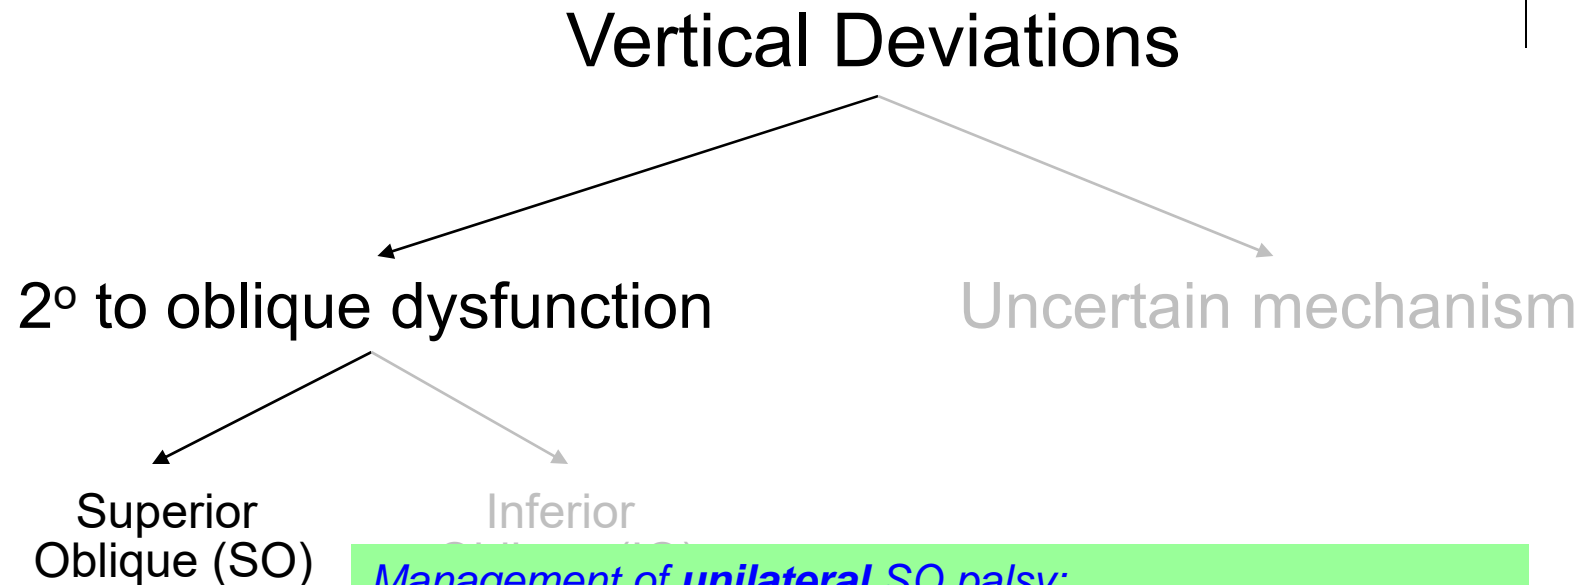 Vertical Deviations
2º to oblique dysfunction
Uncertain mechanism
Superior
Oblique (SO)
Inferior
Management of unilateral SO palsy: